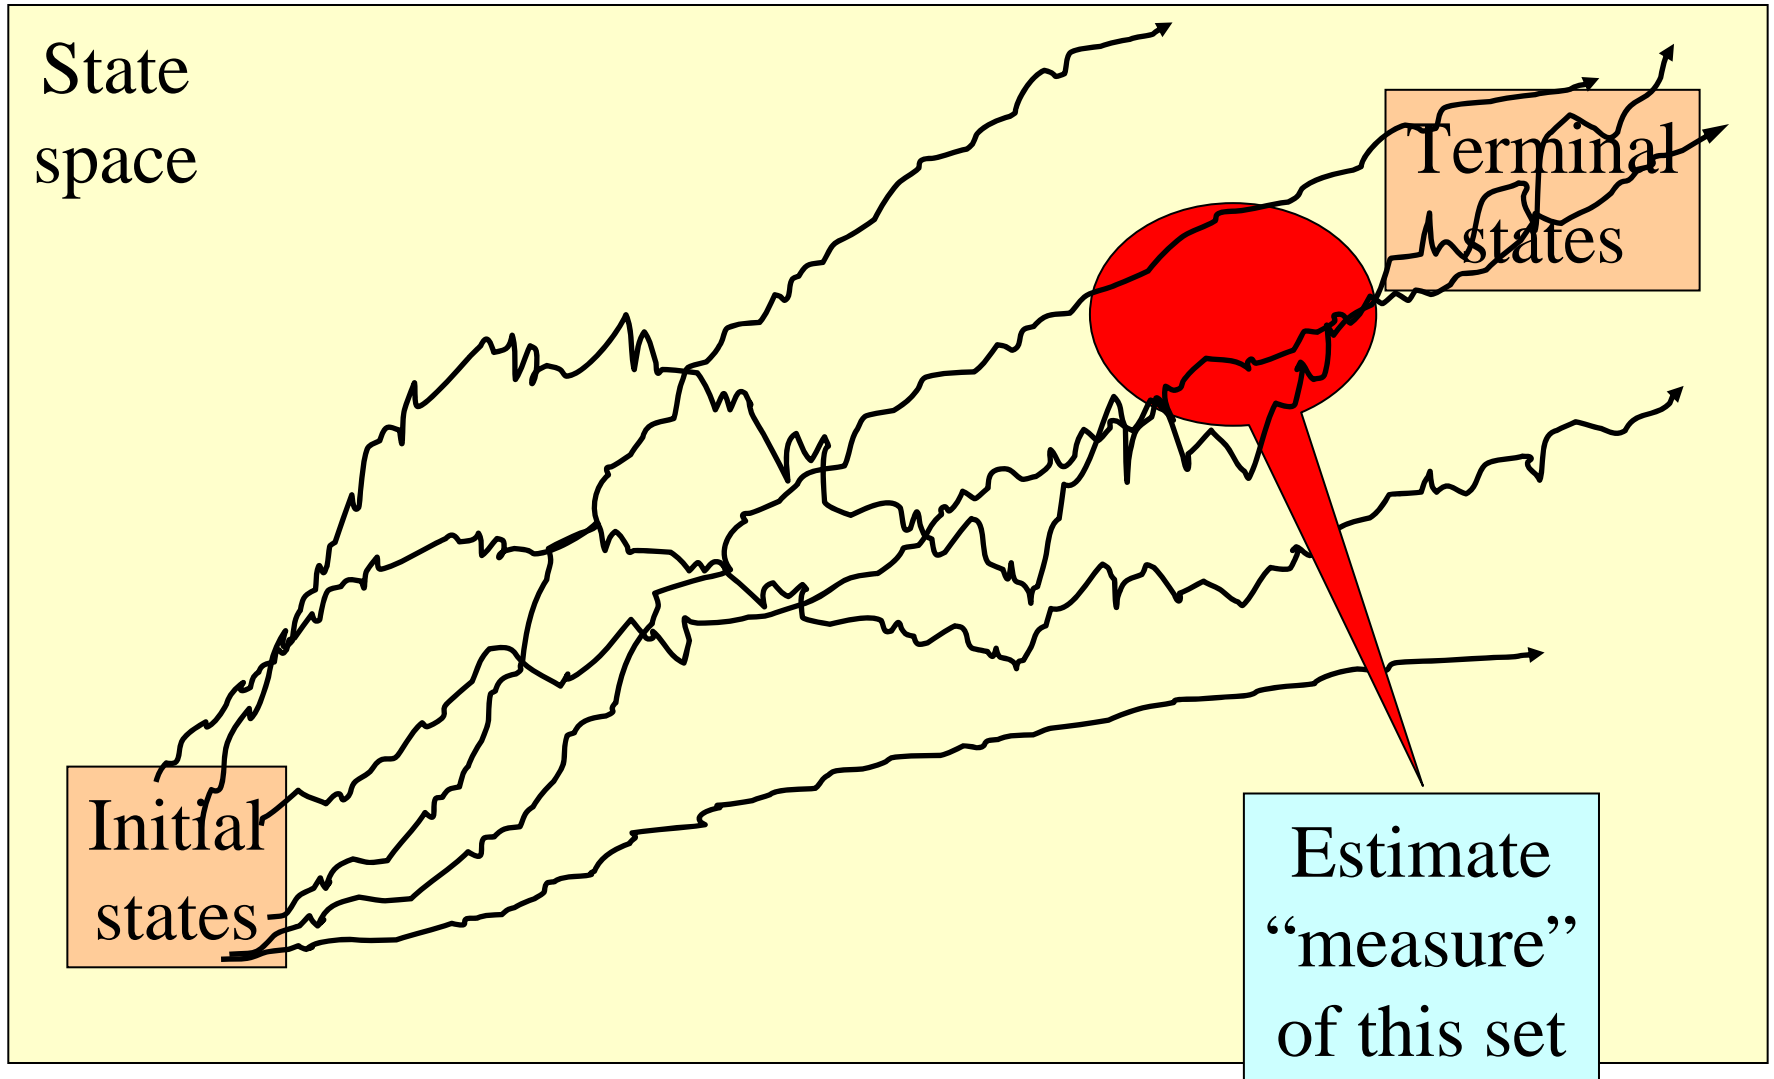 State
space
Terminal
states
Initial
states
Estimate
“measure”
of this set